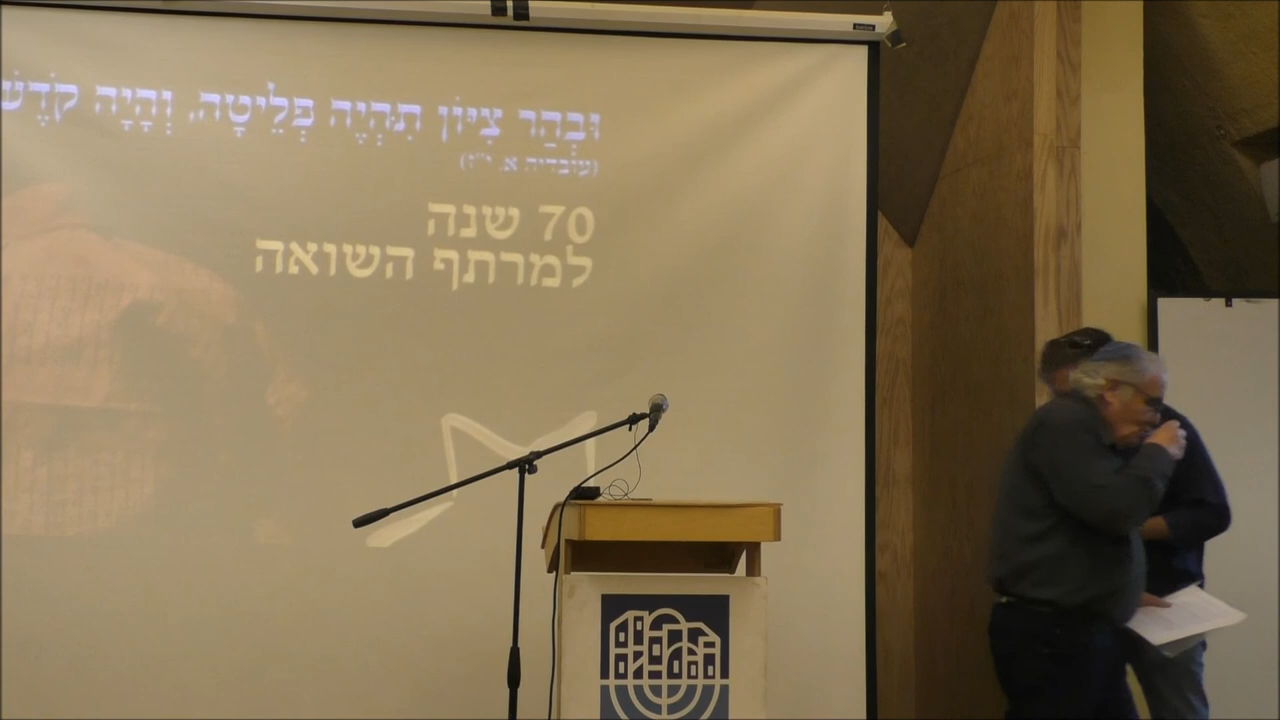 וּבְהַר צִיּוֹן תִּהְיֶה פְלֵיטָה, וְהָיָה קֹדֶשׁ
(עובדיה א, י"ז)
70 שנה
למרתף השואה